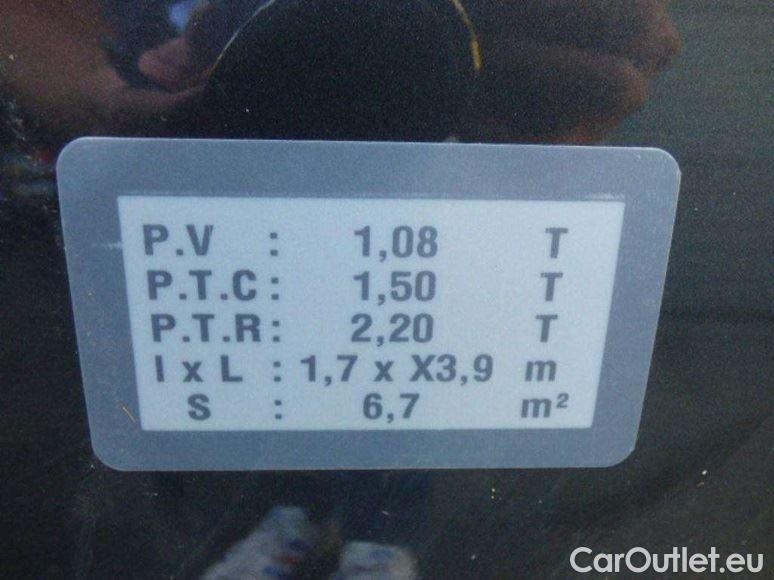 P.V : 1,08 T
P.T.C: 1,50 T
P.T.R: 2,20 T
l x L : 1,7 x X3,9 m
S : 6,7 m²
CarOutlet.eu